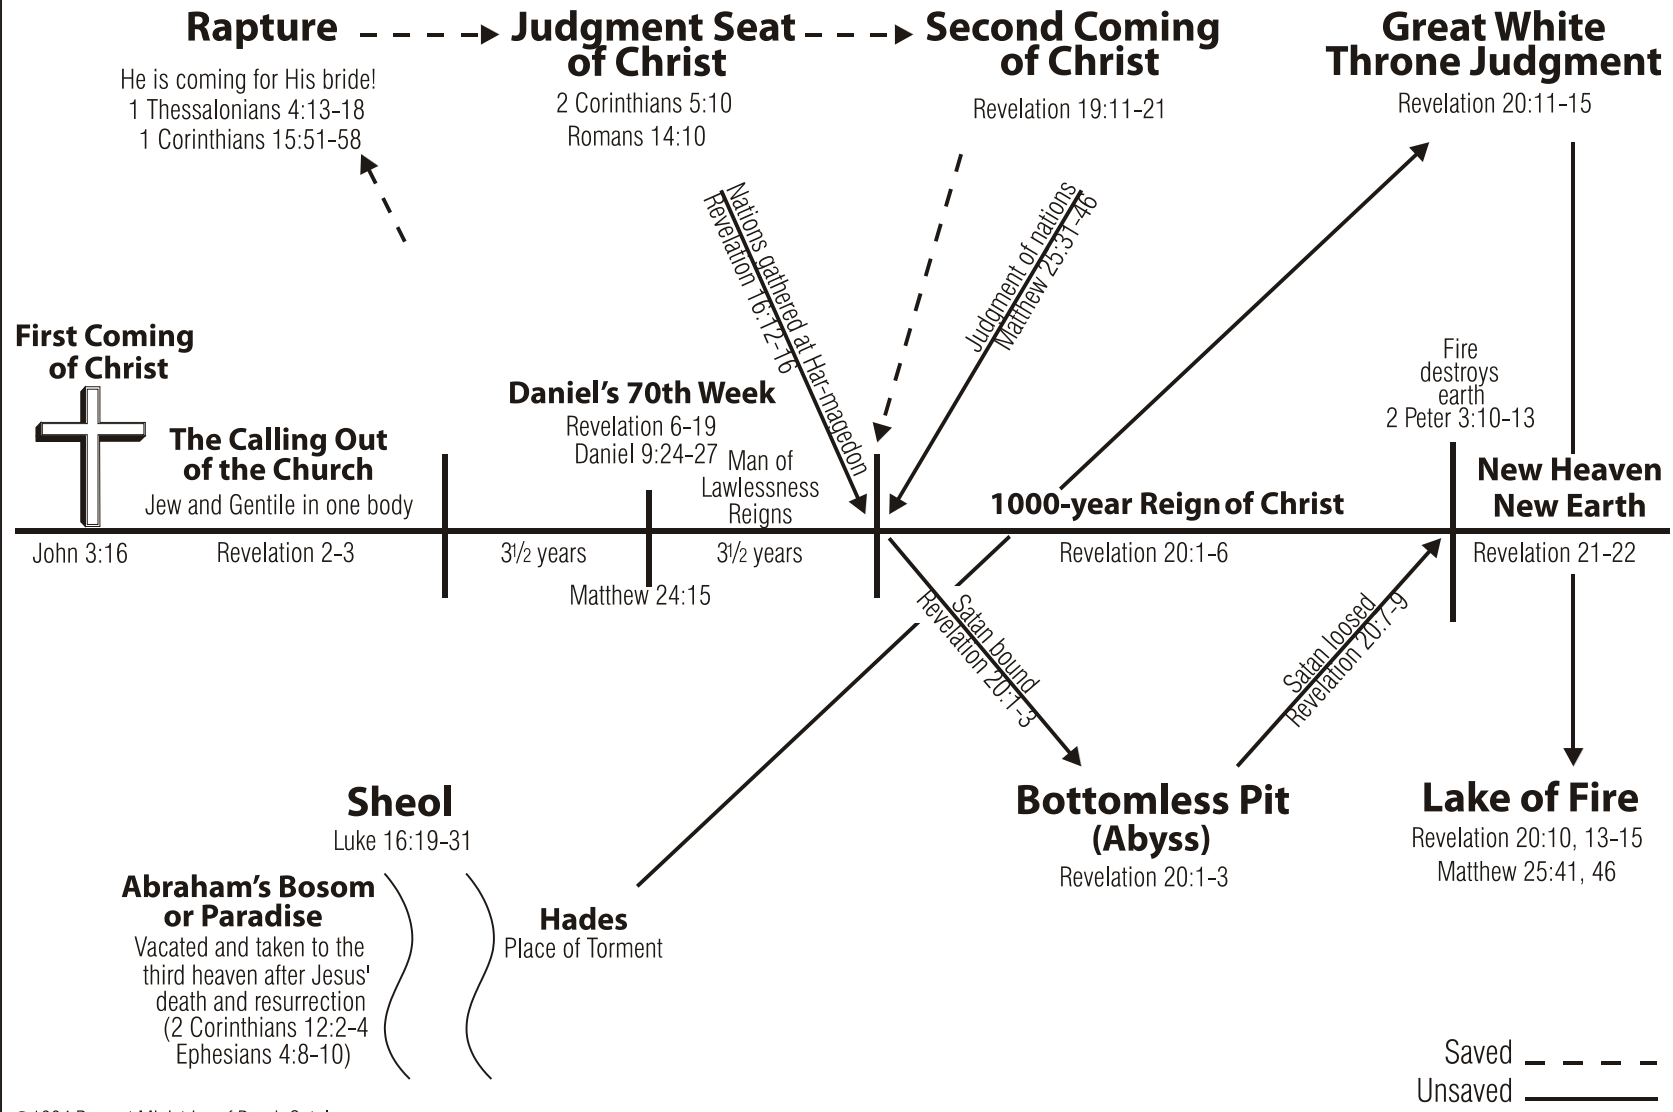 Rapture
He is coming for His bride!
1 Thessalonians 4:13–18
1 Corinthians 15:51–58
Judgment Seat
of Christ
2 Corinthians 5:10
Romans 14:10
Second Coming
of Christ
Revelation 19:11–21
Great White
Throne Judgment
Revelation 20:11–15
Nations gathered at Har-magedon
Revelation 16:12–16
Judgment of nations
Matthew 25:31–46
First Coming
of Christ
The Calling Out
of the Church
Jew and Gentile in one body
Daniel's 70th Week
Revelation 6–19
Daniel 9:24–27
Man of
Lawlessness
Reigns
1000-year Reign of Christ
Fire
destroys
earth
2 Peter 3:10–13
New Heaven
New Earth
John 3:16
Revelation 2–3
3½ years
3½ years
Matthew 24:15
Revelation 20:1–6
Revelation 21–22
Satan bound
Revelation 20:1–3
Satan loosed
Revelation 20:7–9
Sheol
Luke 16:19–31
Abraham's Bosom
or Paradise
Vacated and taken to the
third heaven after Jesus'
death and resurrection
(2 Corinthians 12:2–4
Ephesians 4:8–10)
Hades
Place of Torment
Bottomless Pit
(Abyss)
Revelation 20:1–3
Lake of Fire
Revelation 20:10, 13–15
Matthew 25:41, 46
Saved
Unsaved